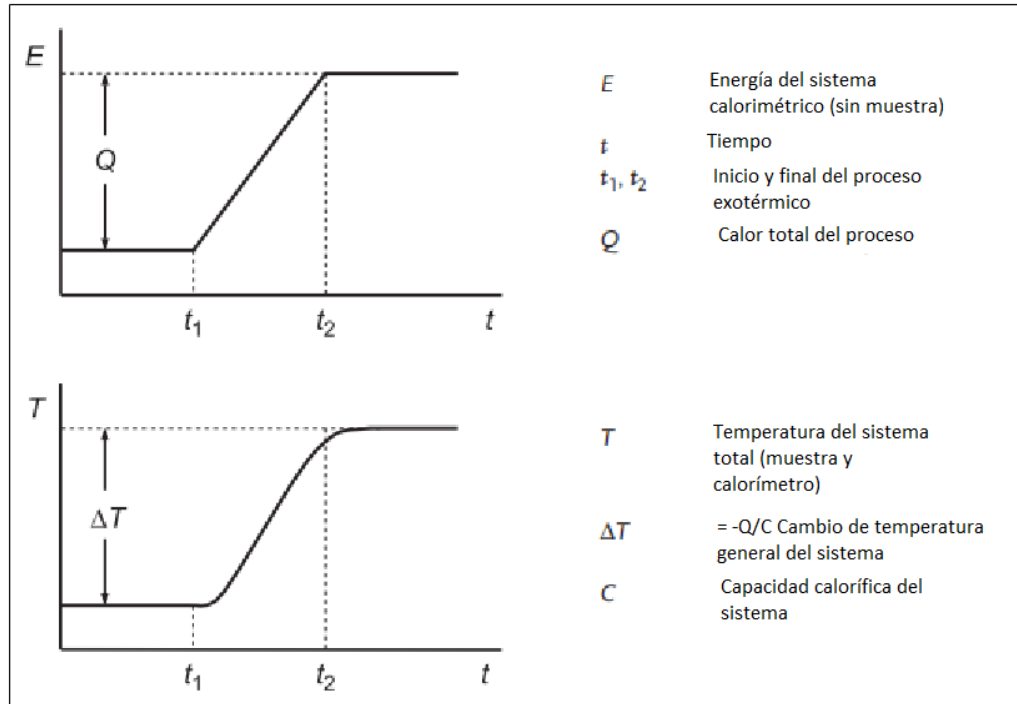 E
Q
t₁
t₂
t
E Energía del sistema
calorimétrico (sin muestra)
t Tiempo
t₁, t₂ Inicio y final del proceso
exotérmico
Q Calor total del proceso
T
ΔT
t₁
t₂
t
T Temperatura del sistema
total (muestra y
calorímetro)
ΔT = -Q/C Cambio de temperatura
general del sistema
C Capacidad calorífica del
sistema